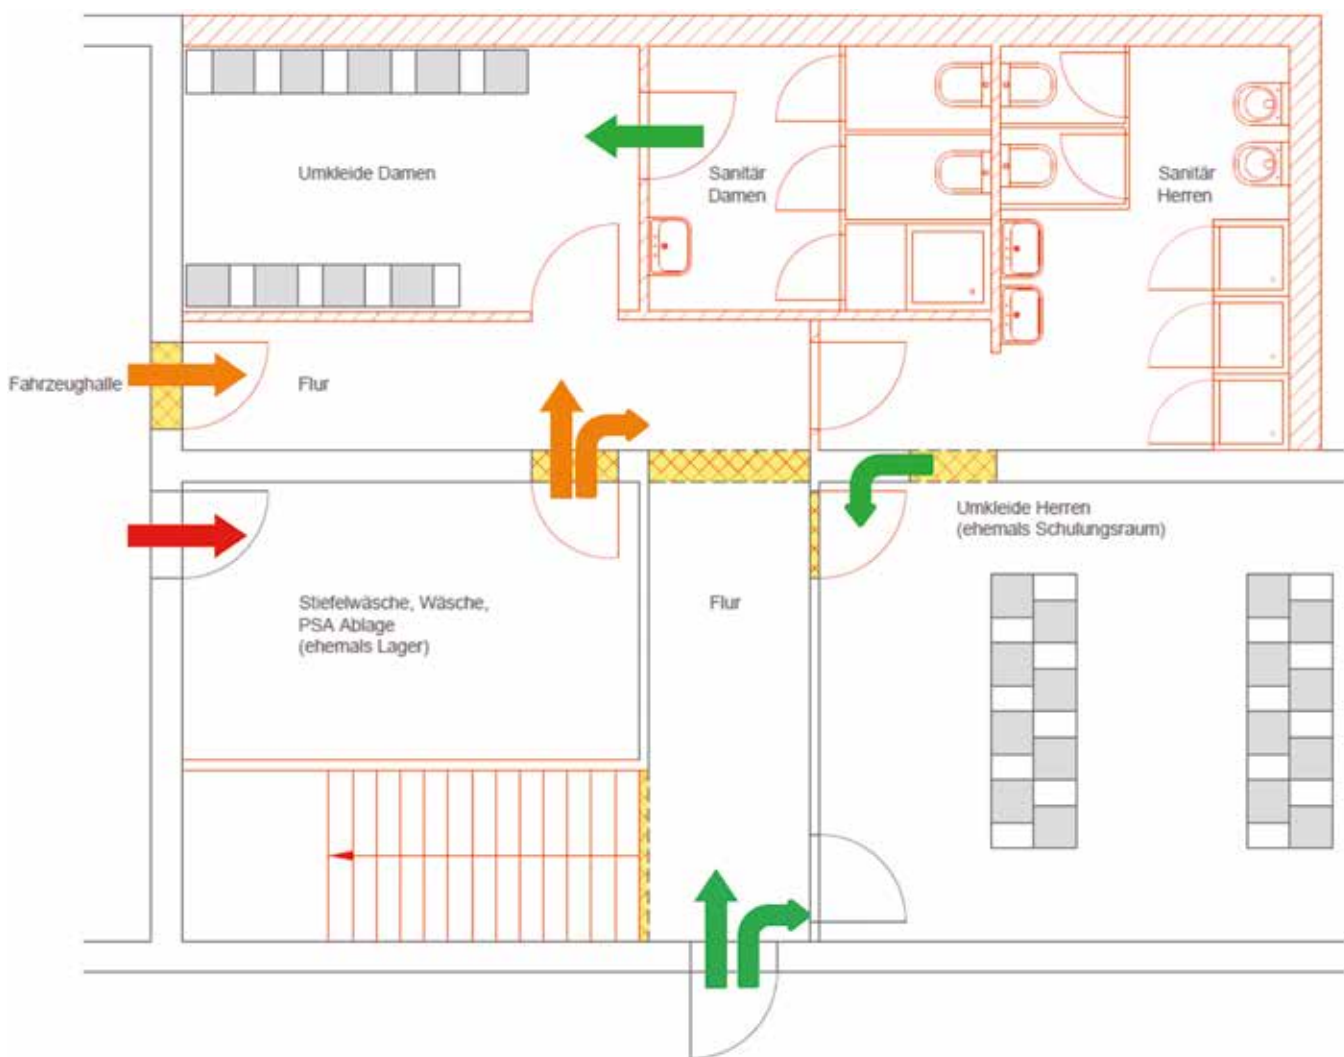 Umkleide Damen
Sanitär
Damen
Sanitär
Herren
Fahrzeughalle
Flur
Umkleide Herren
(ehemals Schulungsraum)
Stiefelwäsche, Wäsche,
PSA Ablage
(ehemals Lager)
Flur